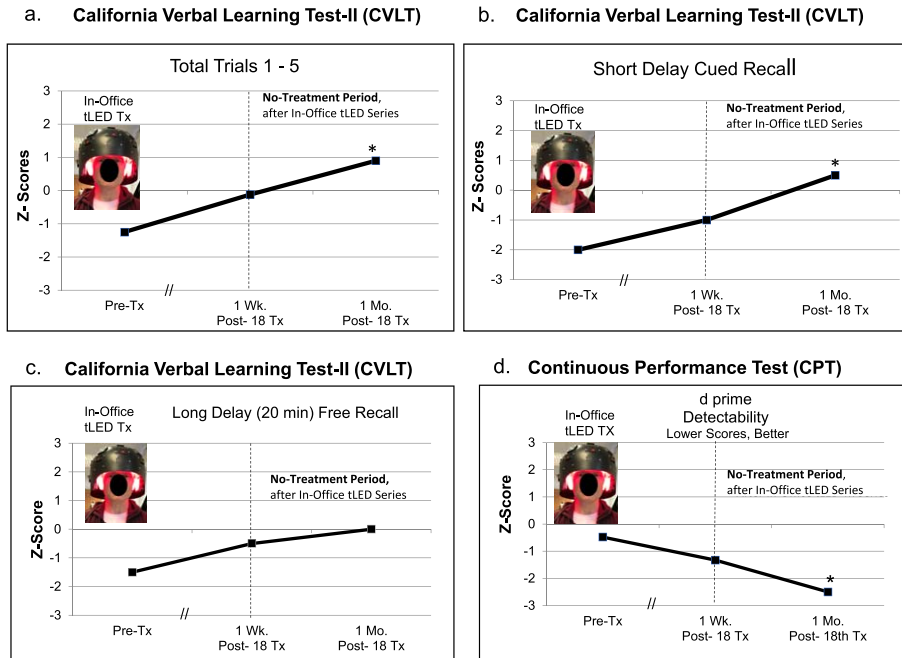 a. California Verbal Learning Test-II (CVLT)
Total Trials 1 - 5
In-Office
tLED Tx
No-Treatment Period,
after In-Office tLED Series
Z- Scores
3
2
1
0
-1
-2
-3
*
Pre-Tx
//
1 Wk.
Post- 18 Tx
1 Mo.
Post- 18 Tx
b. California Verbal Learning Test-II (CVLT)
Short Delay Cued Recall
In-Office
tLED Tx
No-Treatment Period,
after In-Office tLED Series
Z- Scores
3
2
1
0
-1
-2
-3
*
Pre-Tx
//
1 Wk.
Post- 18 Tx
1 Mo.
Post- 18 Tx
c. California Verbal Learning Test-II (CVLT)
Long Delay (20 min) Free Recall
In-Office
tLED Tx
No-Treatment Period,
after In-Office tLED Series
Z-Score
3
2
1
0
-1
-2
-3
Pre-Tx
//
1 Wk.
Post- 18 Tx
1 Mo.
Post- 18 Tx
d. Continuous Performance Test (CPT)
d prime
Detectability
Lower Scores, Better
In-Office
tLED TX
No-Treatment Period,
after In-Office tLED Series
Z-Score
3
2
1
0
-1
-2
-3
*
Pre-Tx
//
1 Wk.
Post- 18 Tx
1 Mo.
Post- 18th Tx